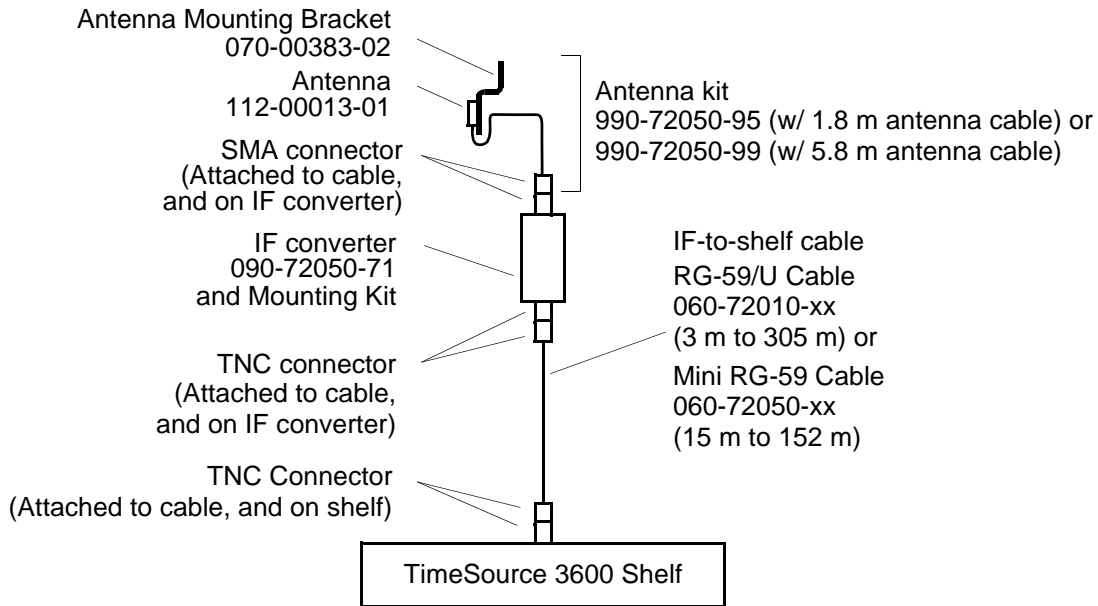 Antenna Mounting Bracket
070-00383-02
Antenna
112-00013-01
SMA connector
(Attached to cable,
and on IF converter)
IF converter
090-72050-71
and Mounting Kit
TNC connector
(Attached to cable,
and on IF converter)
TNC Connector
(Attached to cable, and on shelf)
Antenna kit
990-72050-95 (w/ 1.8 m antenna cable) or
990-72050-99 (w/ 5.8 m antenna cable)
IF-to-shelf cable
RG-59/U Cable
060-72010-xx
(3 m to 305 m) or
Mini RG-59 Cable
060-72050-xx
(15 m to 152 m)
TimeSource 3600 Shelf